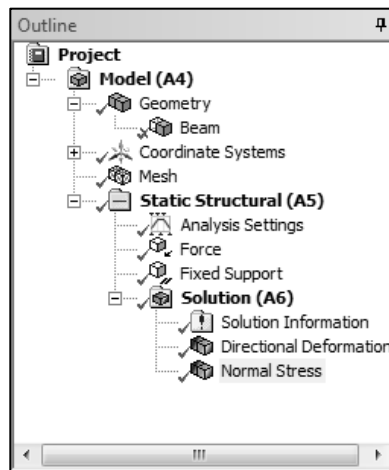 Outline
Project
Model (A4)
Geometry
Beam
Coordinate Systems
Mesh
Static Structural (A5)
Analysis Settings
Force
Fixed Support
Solution (A6)
Solution Information
Directional Deformation
Normal Stress